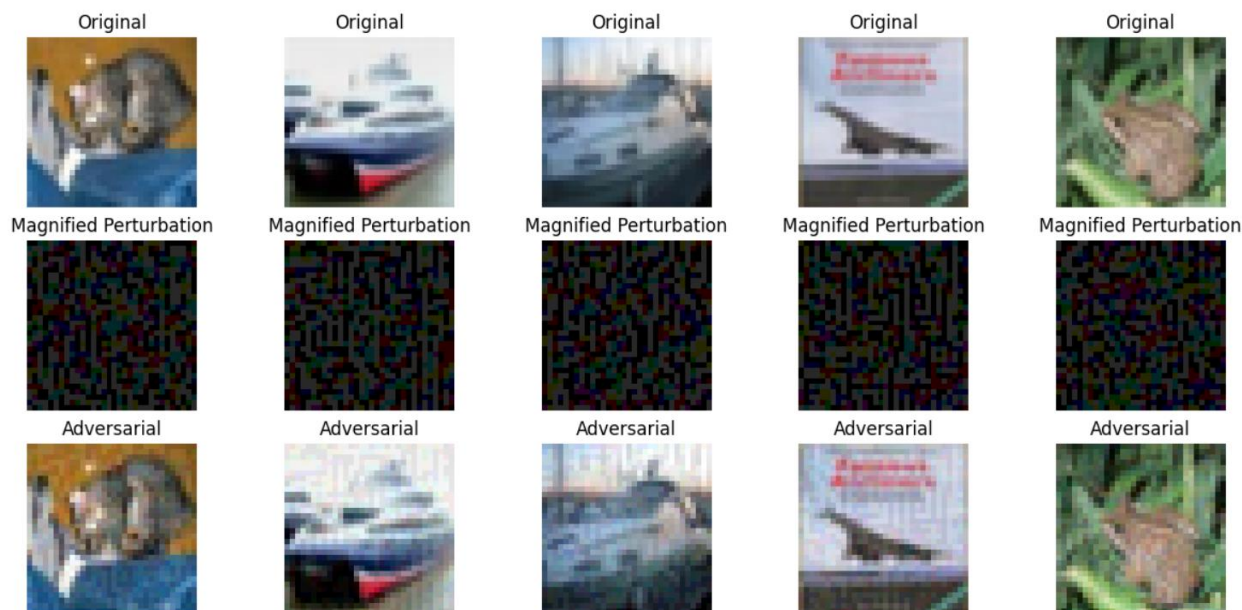 Original Original Original Original Original
Magnified Perturbation Magnified Perturbation Magnified Perturbation Magnified Perturbation Magnified Perturbation
Adversarial Adversarial Adversarial Adversarial Adversarial